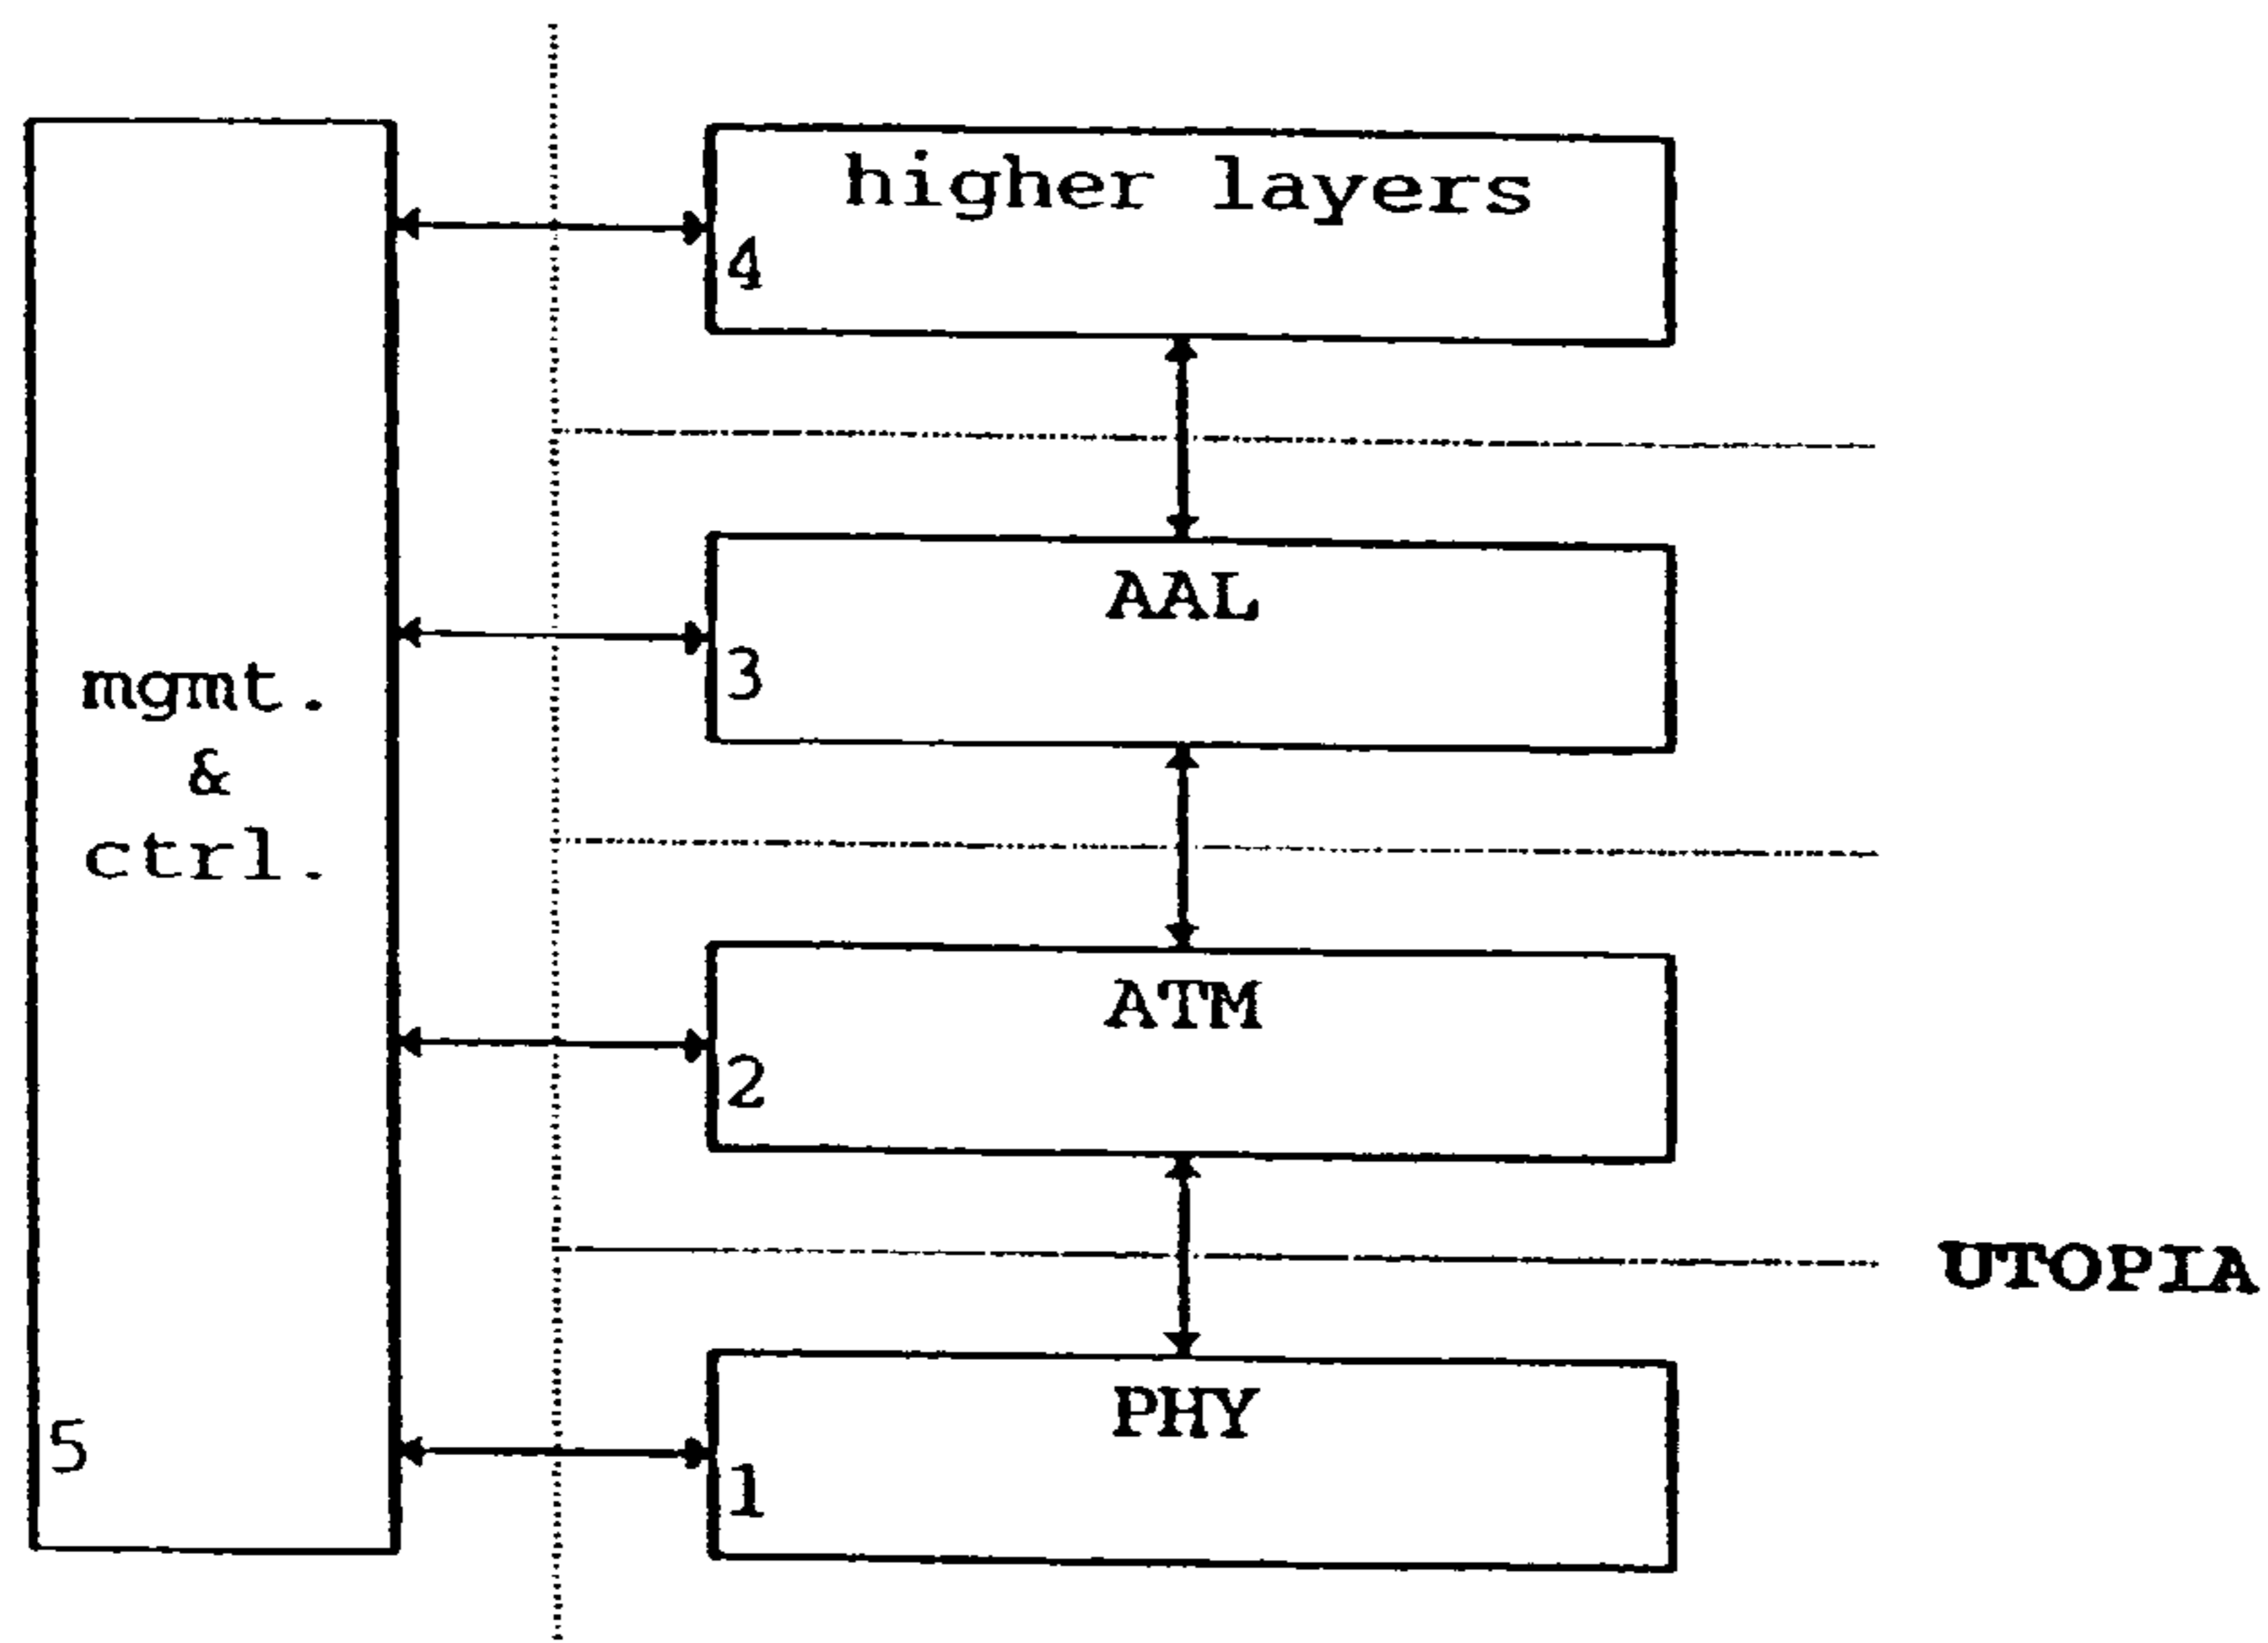 higher layers
4
AAL
3
mgmt.
&
ctrl.
ATM
2
UTOPIA
PHY
5
1